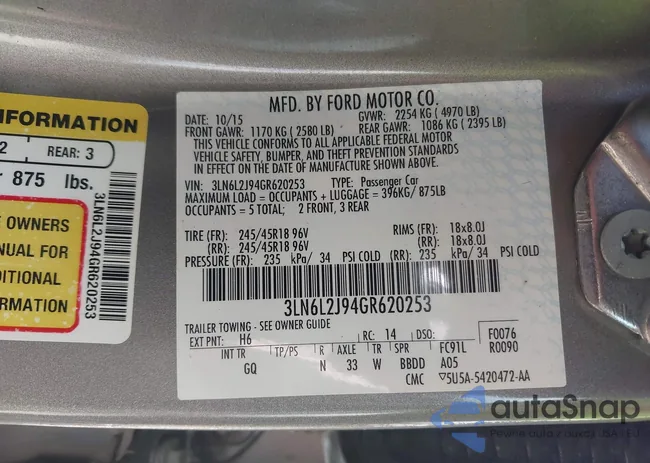 INFORMATION
2 REAR: 3
r 875 lbs.
E OWNERS
NUAL FOR
DITIONAL
RMATION
3LN6L2J94GR620253
MFD. BY FORD MOTOR CO.
DATE: 10/15 GVWR: 2254 KG ( 4970 LB)
FRONT GAWR: 1170 KG ( 2580 LB) REAR GAWR: 1086 KG ( 2395 LB)
THIS VEHICLE CONFORMS TO ALL APPLICABLE FEDERAL MOTOR
VEHICLE SAFETY, BUMPER, AND THEFT PREVENTION STANDARDS
IN EFFECT ON THE DATE OF MANUFACTURE SHOWN ABOVE.
VIN: 3LN6L2J94GR620253 TYPE: Passenger Car
MAXIMUM LOAD = OCCUPANTS + LUGGAGE = 396KG/ 875LB
OCCUPANTS = 5 TOTAL; 2 FRONT, 3 REAR
TIRE (FR): 245/45R18 96V RIMS (FR): 18x8.0J
(RR): 245/45R18 96V (RR): 18x8.0J
PRESSURE (FR): 235 kPa/ 34 PSI COLD (RR): 235 kPa/ 34 PSI COLD
3LN6L2J94GR620253
TRAILER TOWING - SEE OWNER GUIDE
EXT PNT: H6 RC: 14 DSO: F0076
INT TR TP/PS R AXLE TR SPR FC91L R0090
GQ N 33 W BBDD A05
CMC 5U5A-5420472-AA
autaSnap